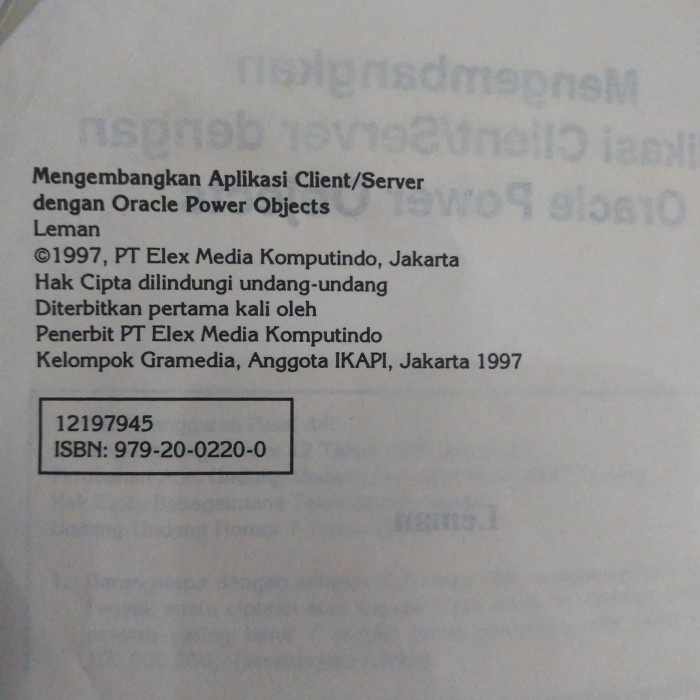 Mengembangkan Aplikasi Client/Server
dengan Oracle Power Objects
Leman
©1997, PT Elex Media Komputindo, Jakarta
Hak Cipta dilindungi undang-undang
Diterbitkan pertama kali oleh
Penerbit PT Elex Media Komputindo
Kelompok Gramedia, Anggota IKAPI, Jakarta 1997
12197945
ISBN: 979-20-0220-0